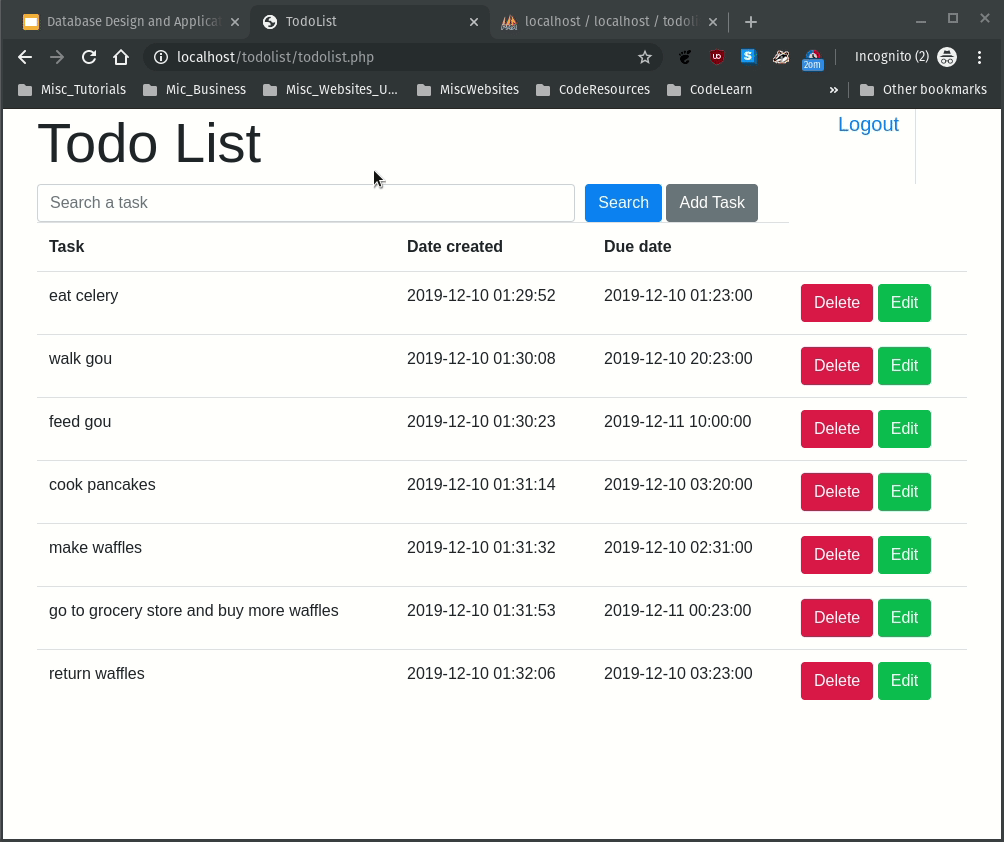 Database Design and Applicat
TodoList
localhost / localhost / todoli
localhost/todolist/todolist.php
20m
Incognito (2)
Misc_Tutorials
Mic_Business
Misc_Websites_U...
MiscWebsites
CodeResources
CodeLearn
»
Other bookmarks
Todo List
Logout
Search a task
Search
Add Task
Task Date created Due date
eat celery 2019-12-10 01:29:52 2019-12-10 01:23:00 Delete Edit
walk gou 2019-12-10 01:30:08 2019-12-10 20:23:00 Delete Edit
feed gou 2019-12-10 01:30:23 2019-12-11 10:00:00 Delete Edit
cook pancakes 2019-12-10 01:31:14 2019-12-10 03:20:00 Delete Edit
make waffles 2019-12-10 01:31:32 2019-12-10 02:31:00 Delete Edit
go to grocery store and buy more waffles 2019-12-10 01:31:53 2019-12-11 00:23:00 Delete Edit
return waffles 2019-12-10 01:32:06 2019-12-10 03:23:00 Delete Edit